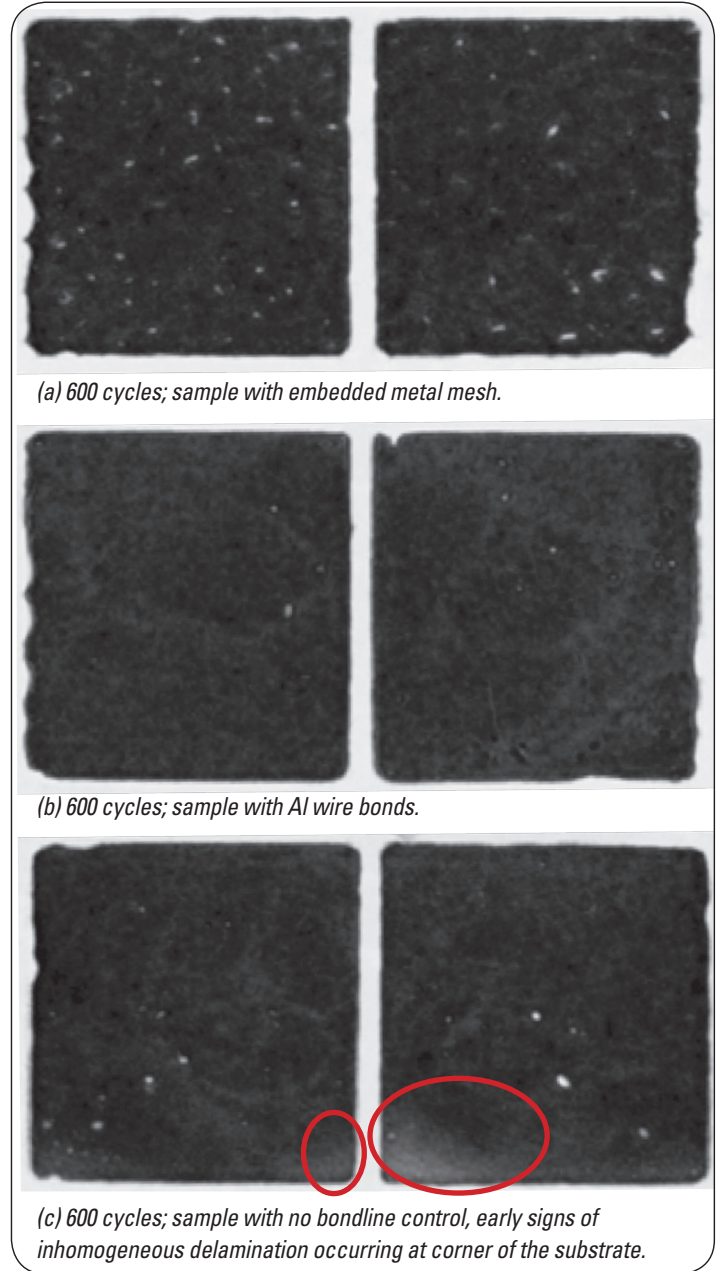 (a) 600 cycles; sample with embedded metal mesh.
(b) 600 cycles; sample with Al wire bonds.
(c) 600 cycles; sample with no bondline control, early signs of
inhomogeneous delamination occurring at corner of the substrate.